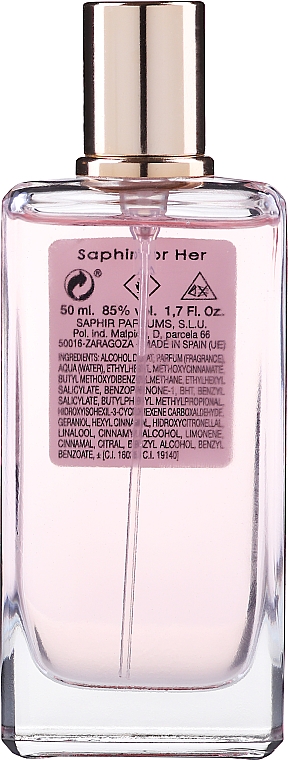 Saphir for Her
50 ml. 85% vol. 1,7 Fl. Oz.
SAPHIR PARFUMS, S.L.U.
Pol. ind. Malpica, D, parcela 66
50016-ZARAGOZA - MADE IN SPAIN (UE)
INGREDIENTS: ALCOHOL DENAT, PARFUM (FRAGRANCE),
AQUA (WATER), ETHYLHEXYL METHOXYCINNAMATE,
BUTYL METHOXYDIBENZOYLMETHANE, ETHYLHEXYL
SALICYLATE, BENZOPHENONE-1, BHT, BENZYL
SALICYLATE, BUTYLPHENYL METHYLPROPIONAL,
HIDROXYISOHEXIL-3-CYCLOHEXENE CARBOXALDEHYDE,
GERANIOL, HEXYL CINNAMAL, HIDROXYCITRONELLAL,
LINALOOL, CINNAMYL ALCOHOL, LIMONENE,
CINNAMAL, CITRAL, BENZYL ALCOHOL, BENZYL
BENZOATE, ± [C.I. C.I. 19140]